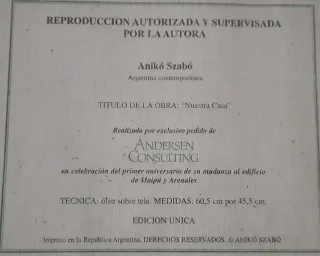 REPRODUCCION AUTORIZADA Y SUPERVISADA
POR LA AUTORA
Anikó Szabó
Argentina contemporánea
TITULO DE LA OBRA: "Nuestra Casa"
Realizada por exclusivo pedido de
ANDERSEN
CONSULTING
en celebración del primer aniversario de su mudanza al edificio
de Maipú y Arenales
TECNICA: óleo sobre tela. MEDIDAS: 60,5 cm por 45,5 cm.
EDICION UNICA
Impreso en la República Argentina. DERECHOS RESERVADOS. © ANIKÓ SZABÓ